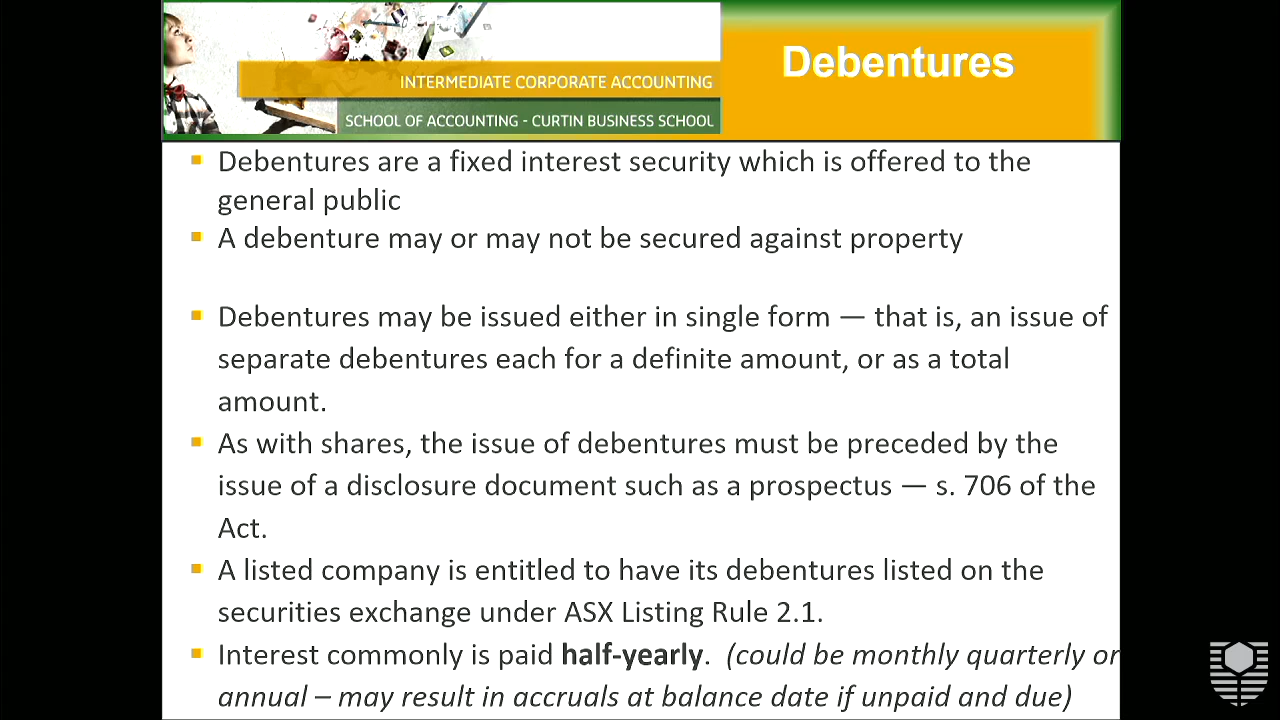 Debentures
INTERMEDIATE CORPORATE ACCOUNTING
SCHOOL OF ACCOUNTING - CURTIN BUSINESS SCHOOL
Debentures are a fixed interest security which is offered to the
general public
A debenture may or may not be secured against property
Debentures may be issued either in single form — that is, an issue of
separate debentures each for a definite amount, or as a total
amount.
As with shares, the issue of debentures must be preceded by the
issue of a disclosure document such as a prospectus — s. 706 of the
Act.
A listed company is entitled to have its debentures listed on the
securities exchange under ASX Listing Rule 2.1.
Interest commonly is paid half-yearly. (could be monthly quarterly or
annual – may result in accruals at balance date if unpaid and due)